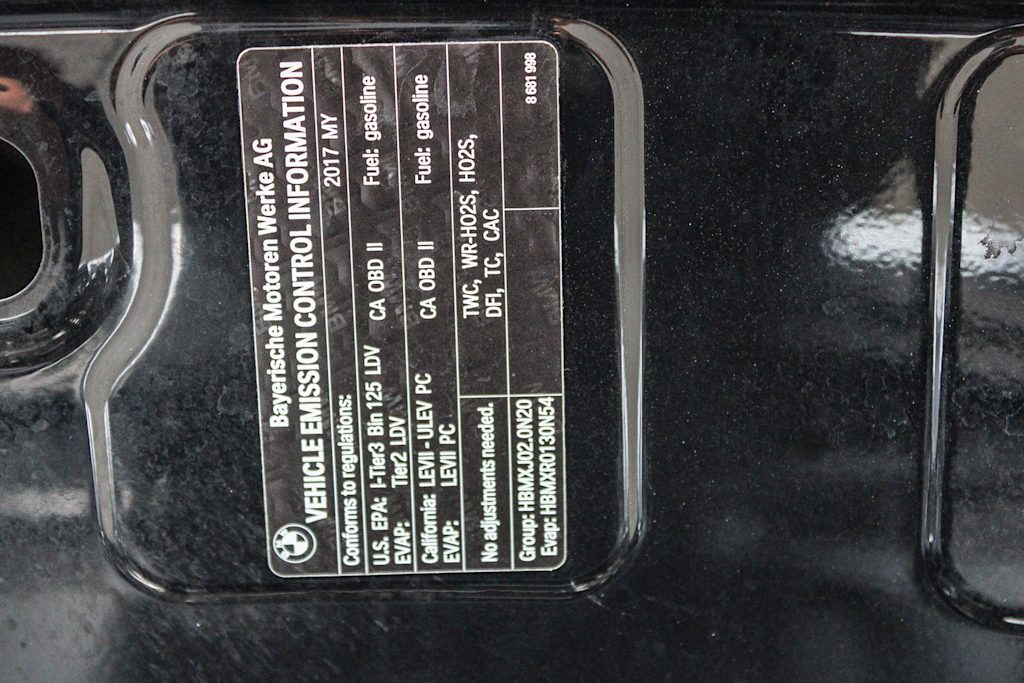 Bayerische Motoren Werke AG
VEHICLE EMISSION CONTROL INFORMATION
Conforms to regulations: 2017 MY
U.S. EPA: I-Tier3 Bin 125 LDV CA OBD II Fuel: gasoline
EVAP: Tier2 LDV
California: LEVII - ULEV PC CA OBD II Fuel: gasoline
EVAP: LEVII PC
No adjustments needed.
TWC, WR-HO2S, HO2S,
DFI, TC, CAC
Group: HBMXJ02.0N20
Evap: HBMXR0130N54
8 681 998